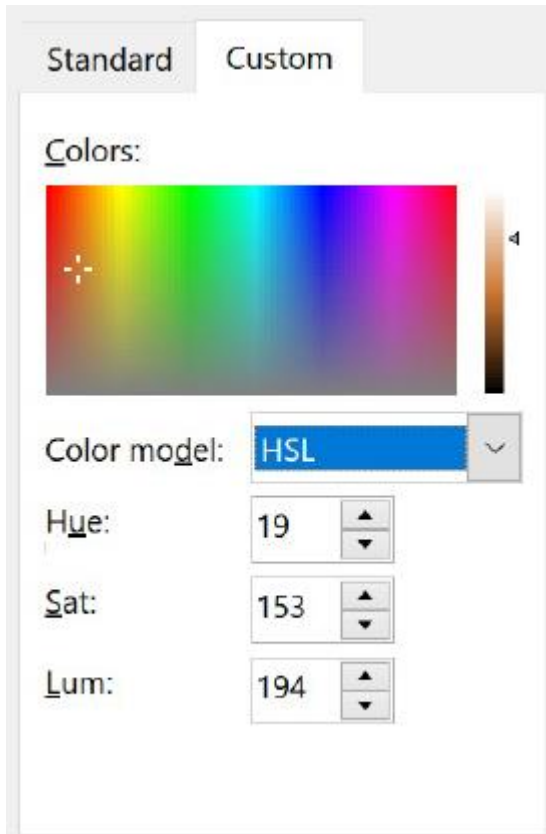 Standard Custom
Colors:
Color model: HSL
Hue: 19
Sat: 153
Lum: 194